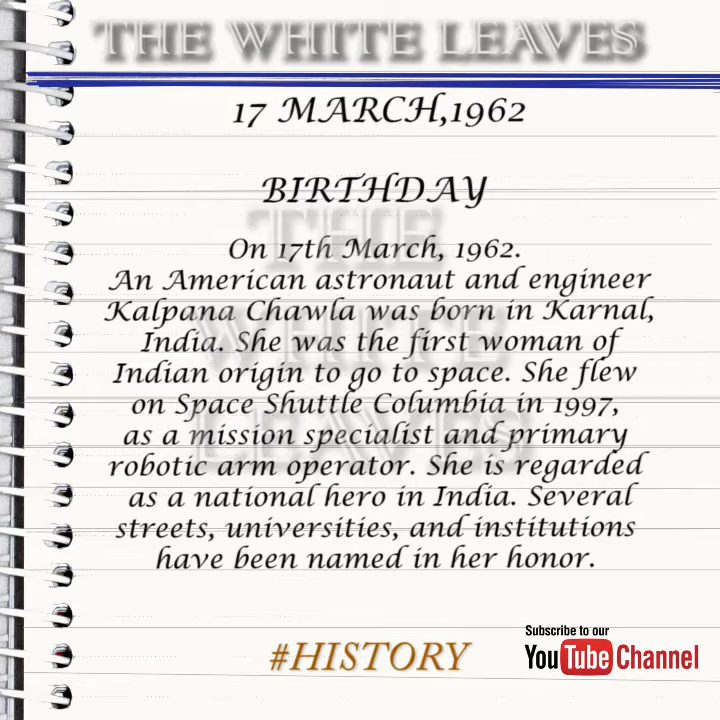 THE WHITE LEAVES
17 MARCH,1962
BIRTHDAY
THE
WHITE
LEAVES
On 17th March, 1962.
An American astronaut and engineer
Kalpana Chawla was born in Karnal,
India. She was the first woman of
Indian origin to go to space. She flew
on Space Shuttle Columbia in 1997,
as a mission specialist and primary
robotic arm operator. She is regarded
as a national hero in India. Several
streets, universities, and institutions
have been named in her honor.
#HISTORY
Subscribe to our
YouTube Channel